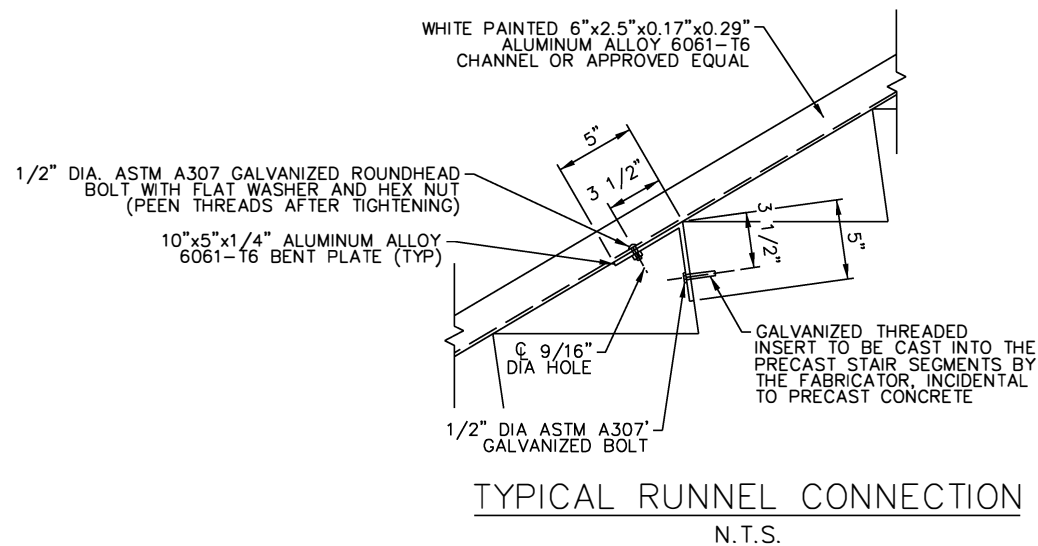 WHITE PAINTED 6"x2.5"x0.17"x0.29"
ALUMINUM ALLOY 6061-T6
CHANNEL OR APPROVED EQUAL
5"
3 1/2"
1/2" DIA. ASTM A307 GALVANIZED ROUNDHEAD
BOLT WITH FLAT WASHER AND HEX NUT
(PEEN THREADS AFTER TIGHTENING)
10"x5"x1/4" ALUMINUM ALLOY
6061-T6 BENT PLATE (TYP)
3 1/2"
5"
℄ 9/16"
DIA HOLE
GALVANIZED THREADED
INSERT TO BE CAST INTO THE
PRECAST STAIR SEGMENTS BY
THE FABRICATOR, INCIDENTAL
TO PRECAST CONCRETE
1/2" DIA ASTM A307'
GALVANIZED BOLT
TYPICAL RUNNEL CONNECTION
N.T.S.